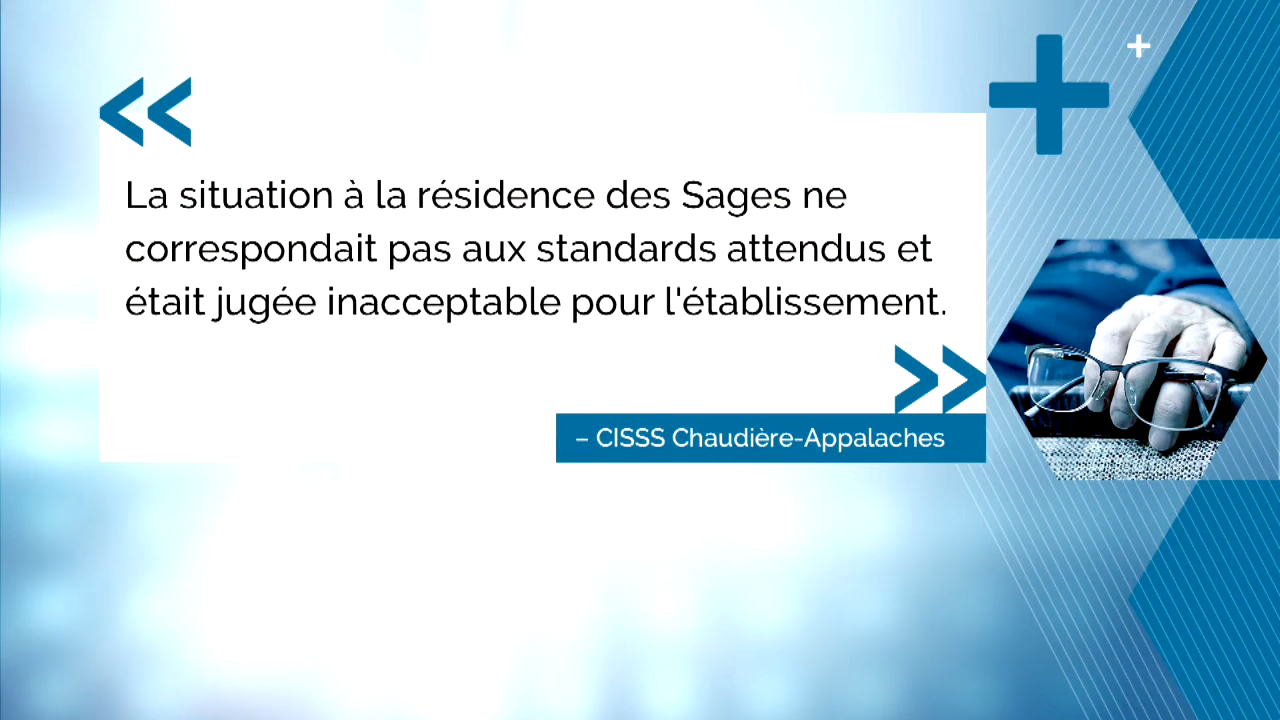 «
La situation à la résidence des Sages ne
correspondait pas aux standards attendus et
était jugée inacceptable pour l'établissement.
»
– CISSS Chaudière-Appalaches